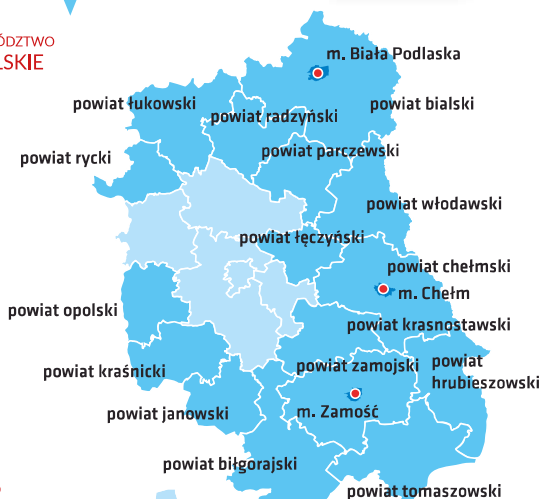 ÓDZTWO
LSKIE
m. Biała Podlaska
powiat łukowski
powiat bialski
powiat radzyński
powiat rycki
powiat parczewski
powiat włodawski
powiat łęczyński
powiat chełmski
m. Chełm
powiat opolski
powiat krasnostawski
powiat kraśnicki
powiat zamojski
powiat
hrubieszowski
powiat janowski
m. Zamość
powiat biłgorajski
powiat tomaszowski